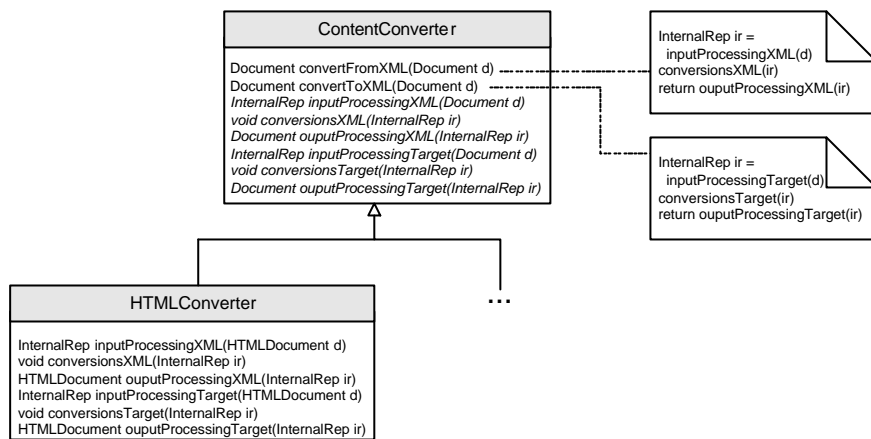 ContentConverter
Document convertFromXML(Document d)
Document convertToXML(Document d)
InternalRep inputProcessingXML(Document d)
void conversionsXML(InternalRep ir)
Document ouputProcessingXML(InternalRep ir)
InternalRep inputProcessingTarget(Document d)
void conversionsTarget(InternalRep ir)
Document ouputProcessingTarget(InternalRep ir)
InternalRep ir =
inputProcessingXML(d)
conversionsXML(ir)
return ouputProcessingXML(ir)
InternalRep ir =
inputProcessingTarget(d)
conversionsTarget(ir)
return ouputProcessingTarget(ir)
HTMLConverter
InternalRep inputProcessingXML(HTMLDocument d)
void conversionsXML(InternalRep ir)
HTMLDocument ouputProcessingXML(InternalRep ir)
InternalRep inputProcessingTarget(HTMLDocument d)
void conversionsTarget(InternalRep ir)
HTMLDocument ouputProcessingTarget(InternalRep ir)
...